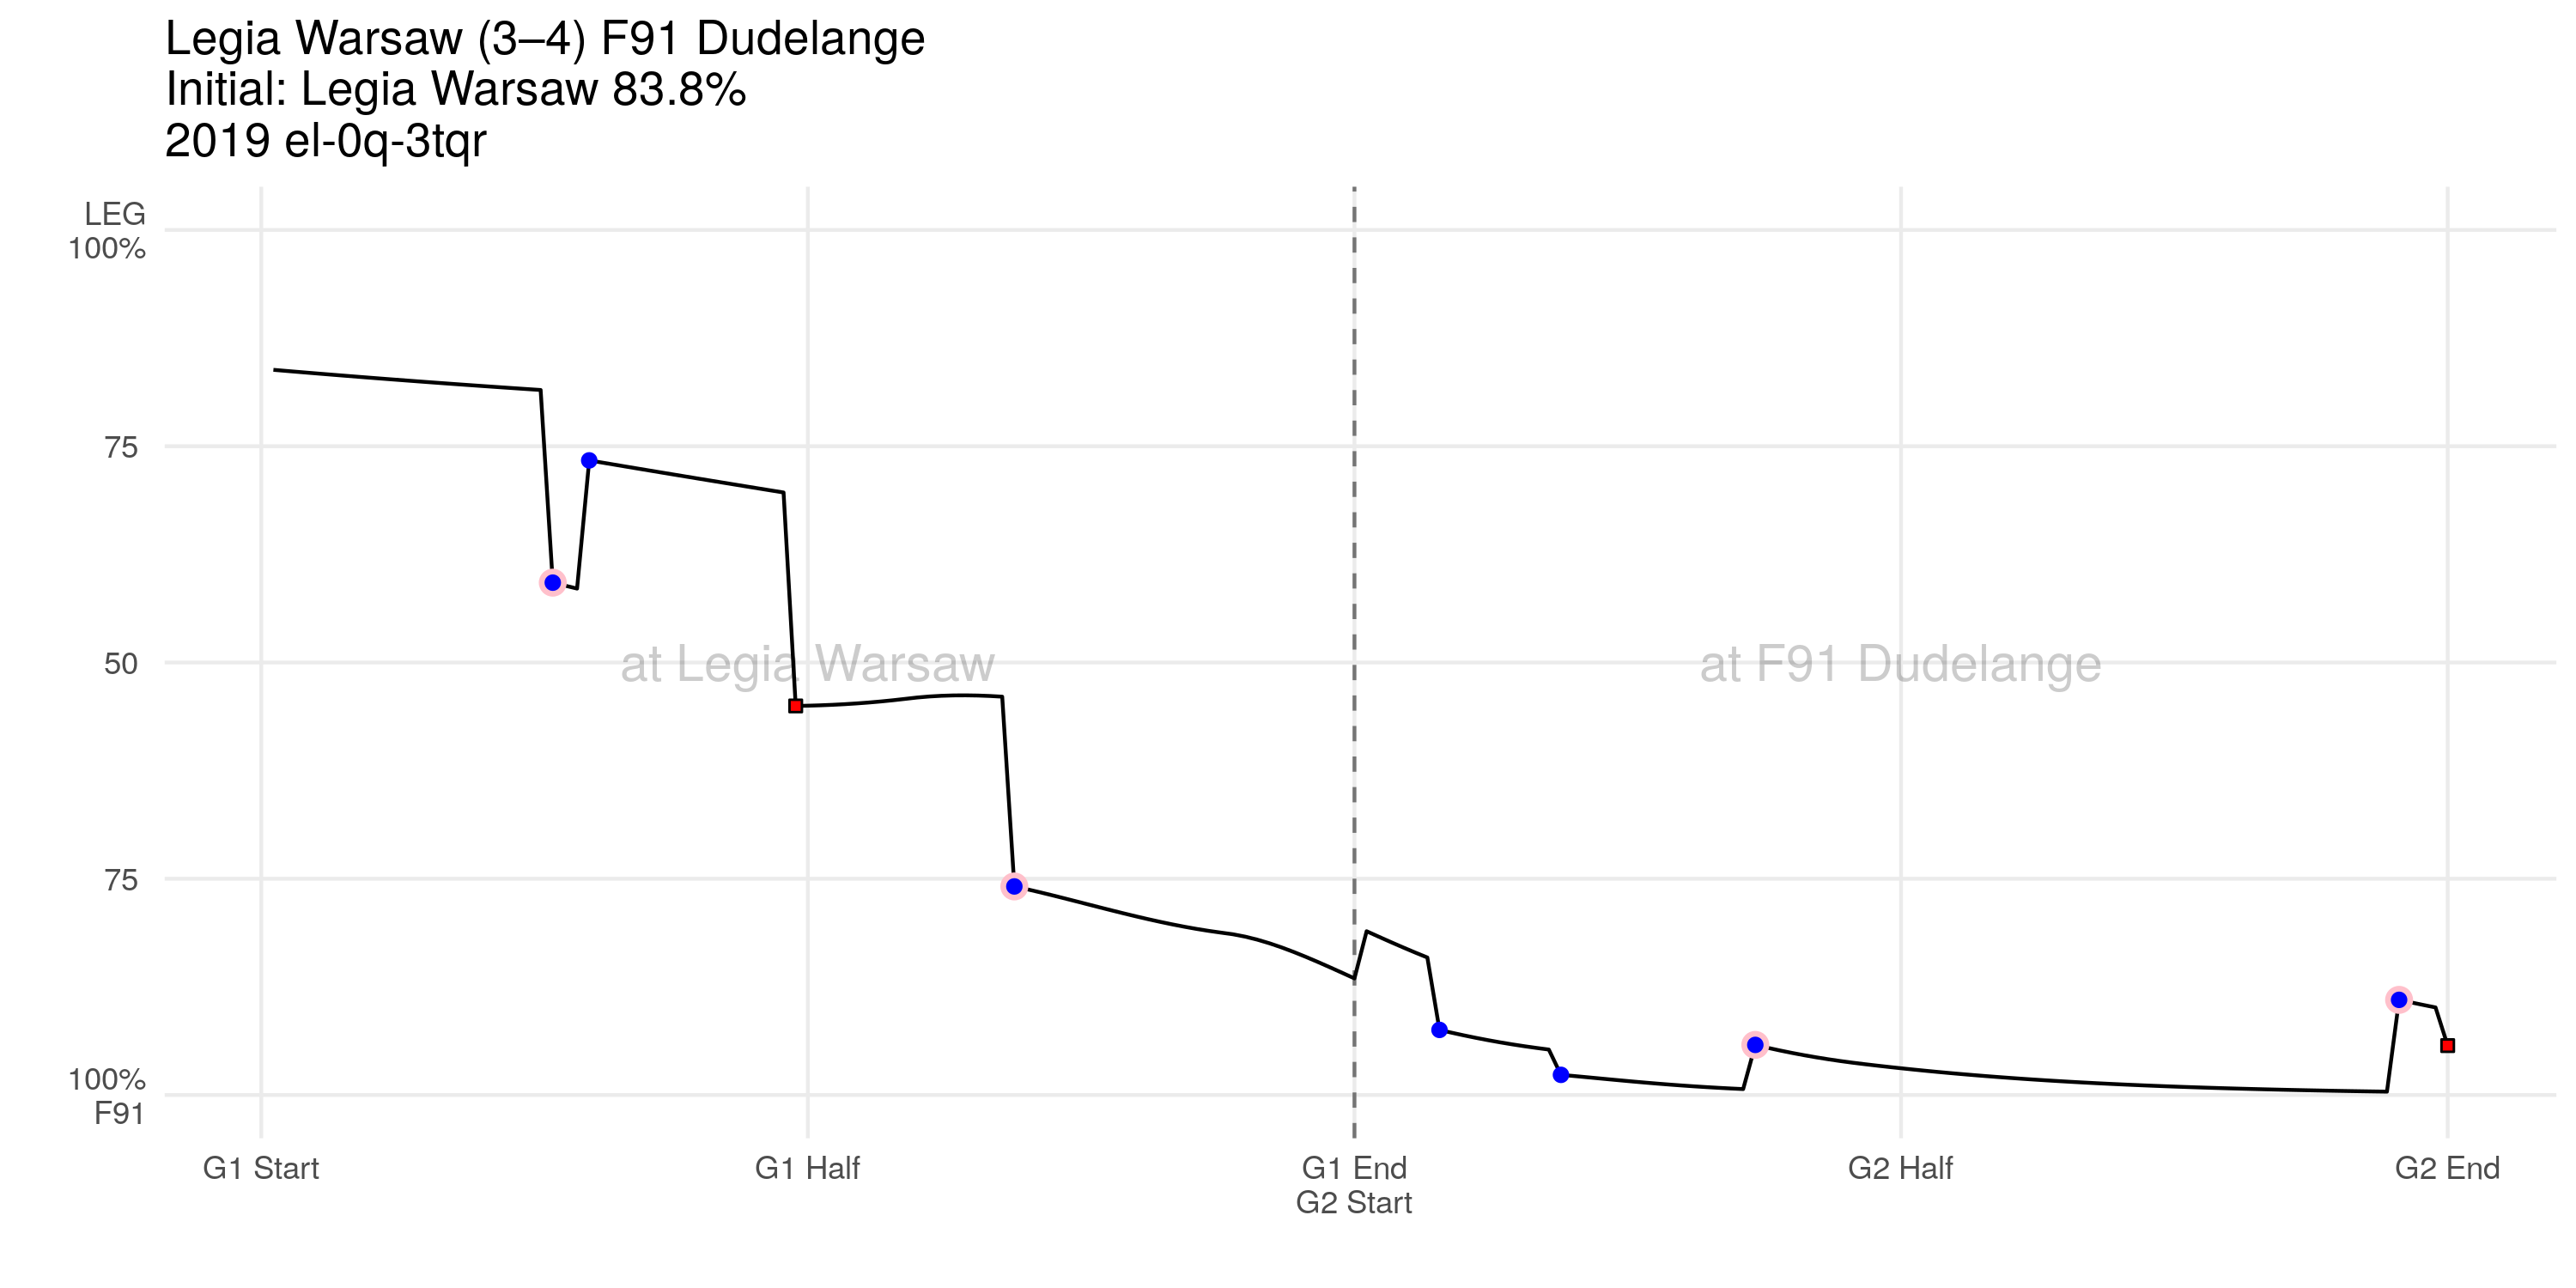 Legia Warsaw (3–4) F91 Dudelange
Initial: Legia Warsaw 83.8%
2019 el-0q-3tqr
LEG
100%
75
50
75
100%
F91
at Legia Warsaw
at F91 Dudelange
G1 Start
G1 Half
G1 End
G2 Start
G2 Half
G2 End